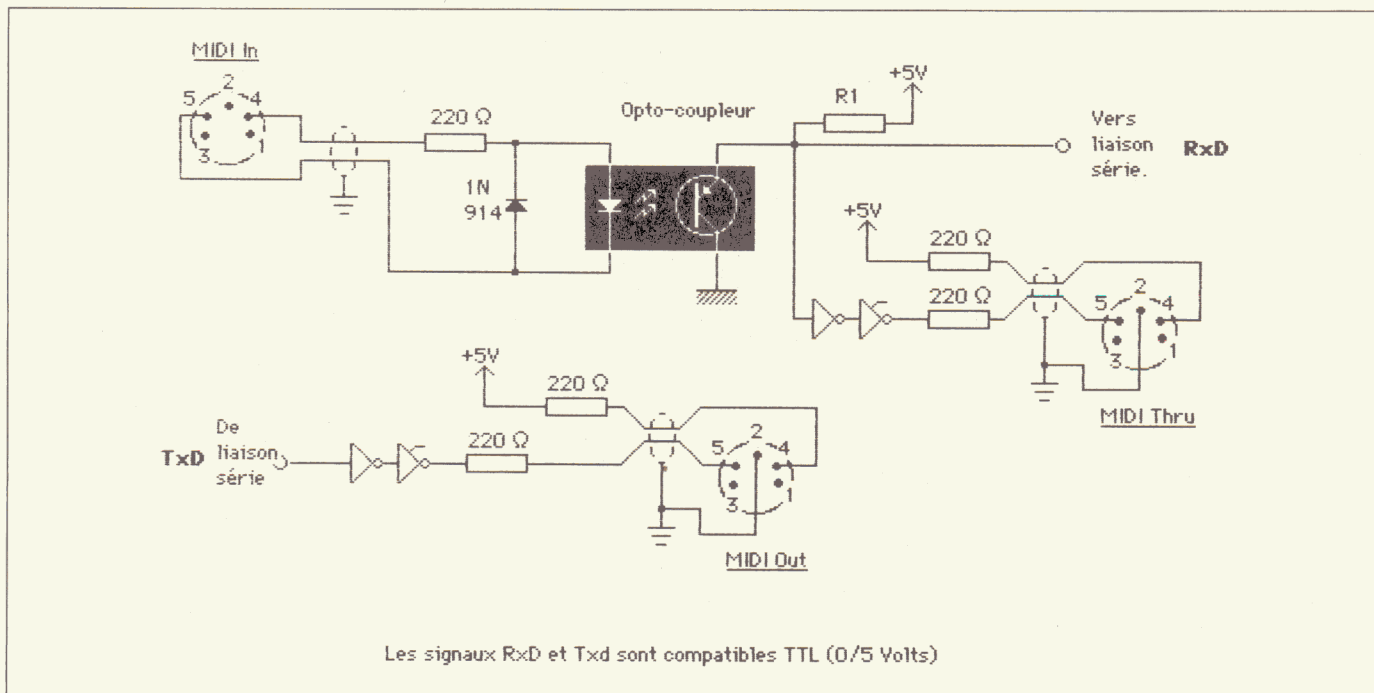 MIDI In
2
5
4
3
1
220 Ω
1N
914
Opto-coupleur
R1
+5V
Vers
liaison
série.
RxD
+5V
220 Ω
220 Ω
2
5
4
3
1
MIDI Thru
+5V
220 Ω
TxD
De
liaison
série
220 Ω
2
5
4
3
1
MIDI Out
Les signaux RxD et Txd sont compatibles TTL (0/5 Volts)